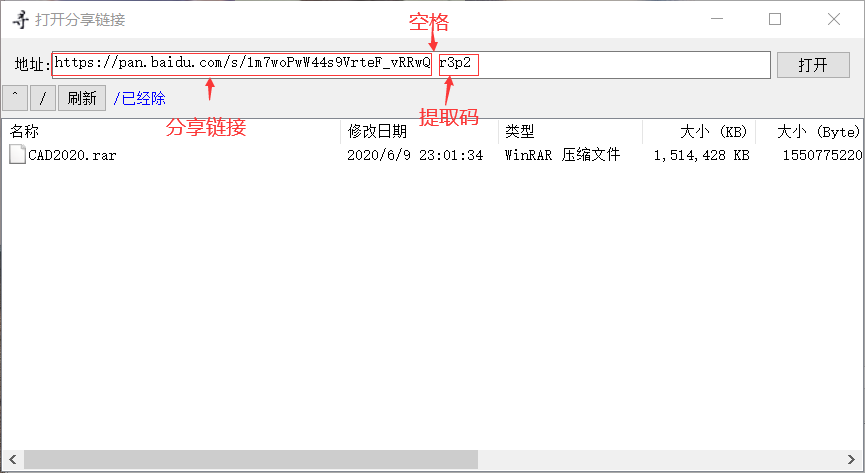 打开分享链接
空格
地址: https://pan.baidu.com/s/1m7woPwW44s9VrteF_vRRwQ r3p2 打开
^ / 刷新 /已经除
分享链接 提取码
名称 修改日期 类型 大小 (KB) 大小 (Byte)
CAD2020.rar 2020/6/9 23:01:34 WinRAR 压缩文件 1,514,428 KB 1550775220